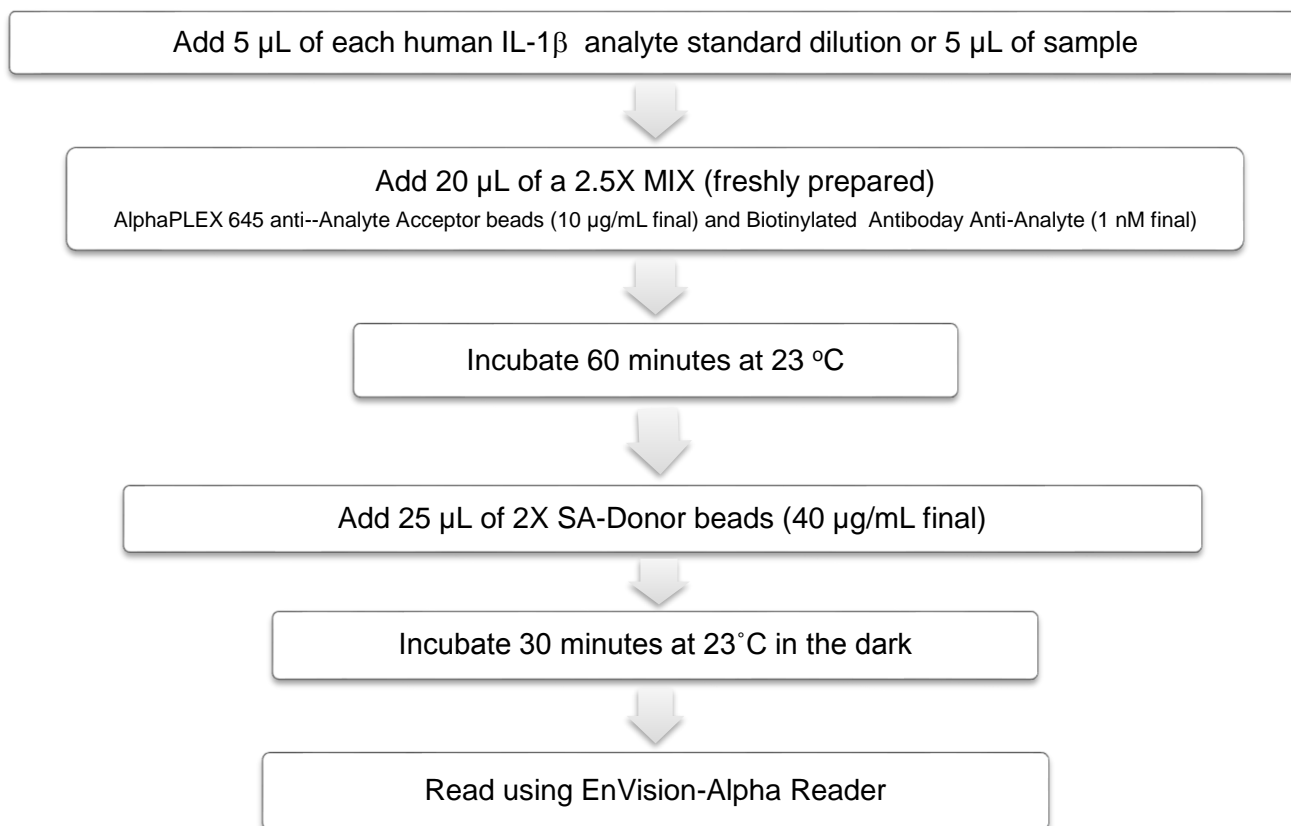 Add 5 µL of each human IL-1β analyte standard dilution or 5 µL of sample
Add 20 µL of a 2.5X MIX (freshly prepared)
AlphaPLEX 645 anti--Analyte Acceptor beads (10 µg/mL final) and Biotinylated Antiboday Anti-Analyte (1 nM final)
Incubate 60 minutes at 23 ºC
Add 25 µL of 2X SA-Donor beads (40 µg/mL final)
Incubate 30 minutes at 23˚C in the dark
Read using EnVision-Alpha Reader